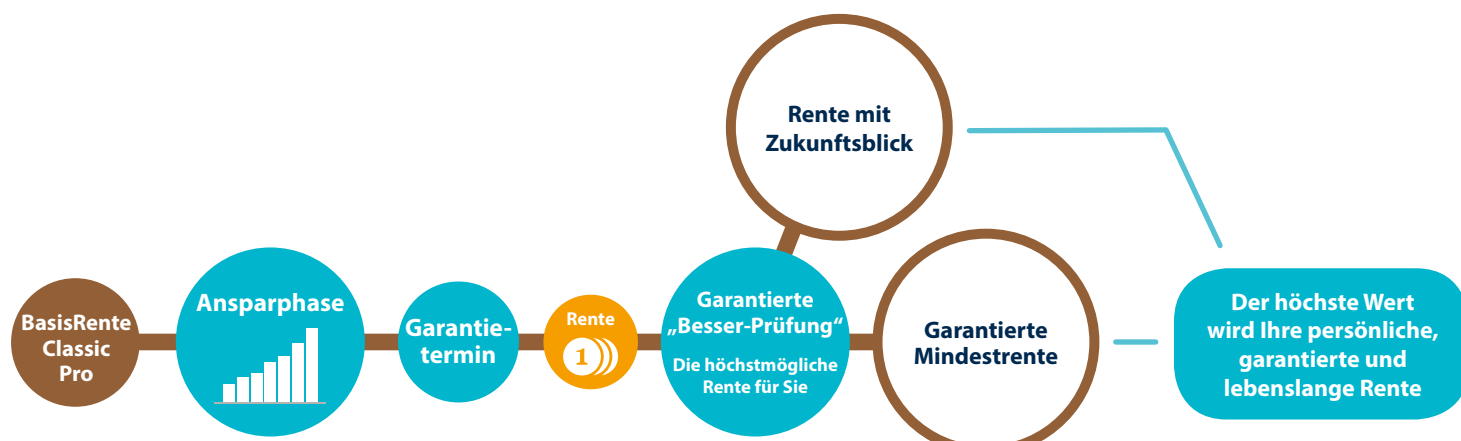 Rente mit
Zukunftsblick
BasisRente
Classic
Pro
Ansparphase
Garantie-
termin
Rente
1
Garantierte
„Besser-Prüfung“
Die höchstmögliche
Rente für Sie
Garantierte
Mindestrente
Der höchste Wert
wird Ihre persönliche,
garantierte und
lebenslange Rente